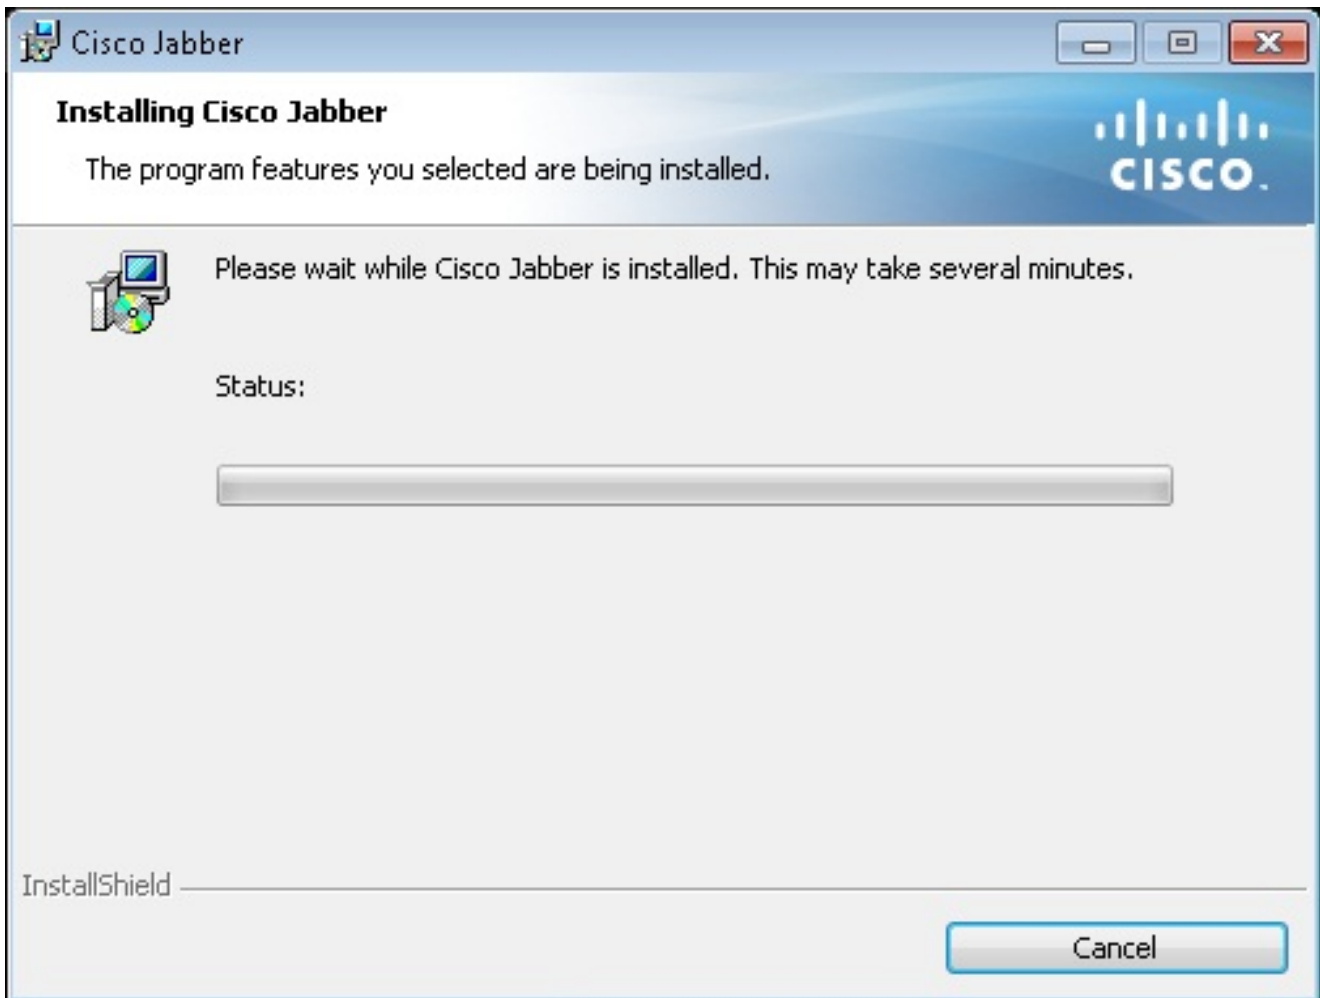 Cisco Jabber
Installing Cisco Jabber
The program features you selected are being installed.
CISCO.
Please wait while Cisco Jabber is installed. This may take several minutes.
Status:
InstallShield
Cancel